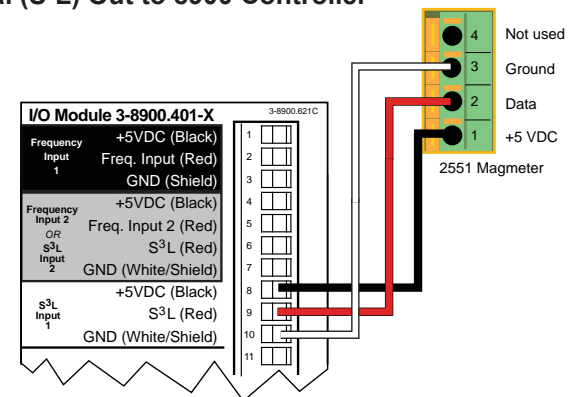 I/O Module 3-8900.401-X
3-8900.621C
Frequency
Input
1
+5VDC (Black)
Freq. Input (Red)
GND (Shield)
Frequency
Input 2
OR
S³L
Input
2
+5VDC (Black)
Freq. Input 2 (Red)
S³L (Red)
GND (White/Shield)
S³L
Input
1
+5VDC (Black)
S³L (Red)
GND (White/Shield)
1
2
3
4
5
6
7
8
9
10
11
4 Not used
3 Ground
2 Data
1 +5 VDC
2551 Magmeter